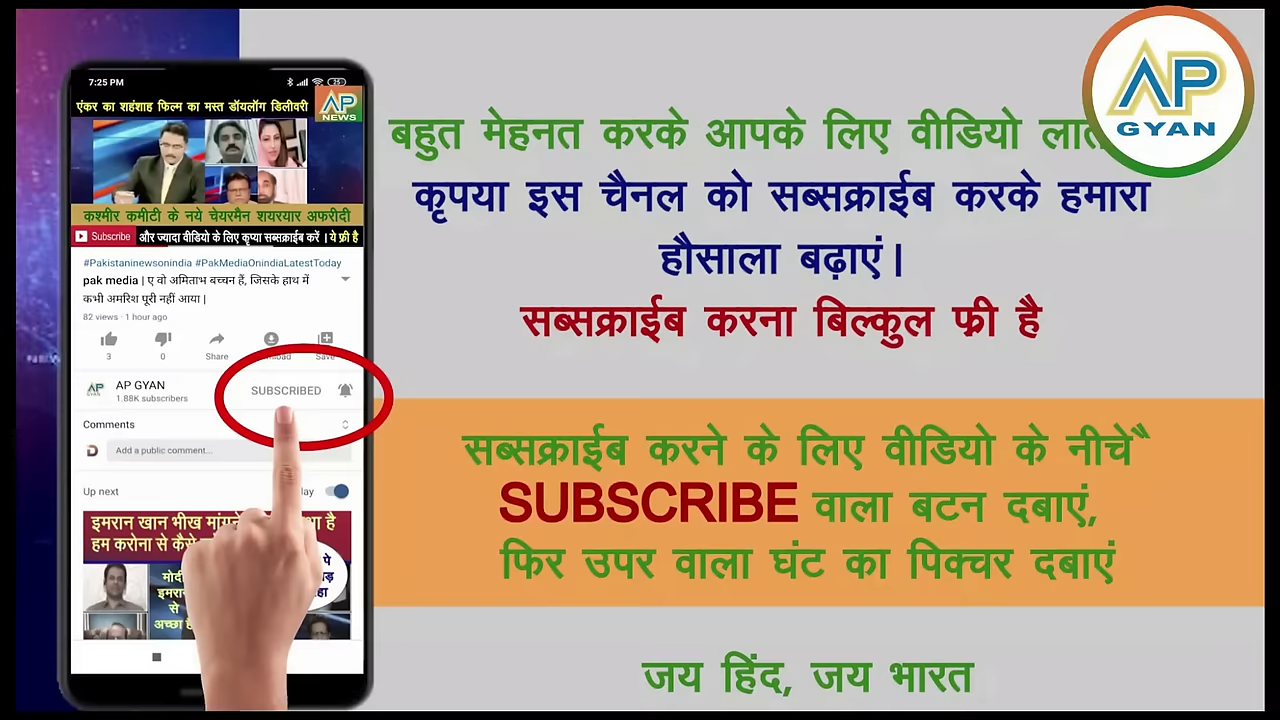 7:25 PM
25
एंकर का शहंशाह फिल्म का मस्त डॉयलॉग डिलीवरी
AP
NEWS
कश्मीर कमीटी के नये चेयरमैन शयरयार अफरीदी
Subscribe और ज्यादा वीडियो के लिए कृप्या सब्सक्राईब करें । ये फ्री है
#Pakistaninewsonindia #PakMediaOnindiaLatestToday
pak media | ए वो अमिताभ बच्चन हैं, जिसके हाथ में
कभी अमरिश पूरी नहीं आया |
82 views · 1 hour ago
3
0
Share
Save
AP GYAN
1.88K subscribers
SUBSCRIBED
AP
GYAN
Comments
D
Add a public comment...
Up next
इमरान खान भीख मांगने है
हम करोना से कैसे
मोदी
से
अच्छा
AP
GYAN
बहुत मेहनत करके आपके लिए वीडियो
कृपया इस चैनल को सब्सक्राईब करके हमारा
हौसाला बढ़ाएं|
सब्सक्राईब करना बिल्कुल फ्री है
सब्सक्राईब करने के लिए वीडियो के नीचे"
SUBSCRIBE वाला बटन दबाएं,
फिर उपर वाला घंट का पिक्चर दबाएं
जय हिंद, जय भारत